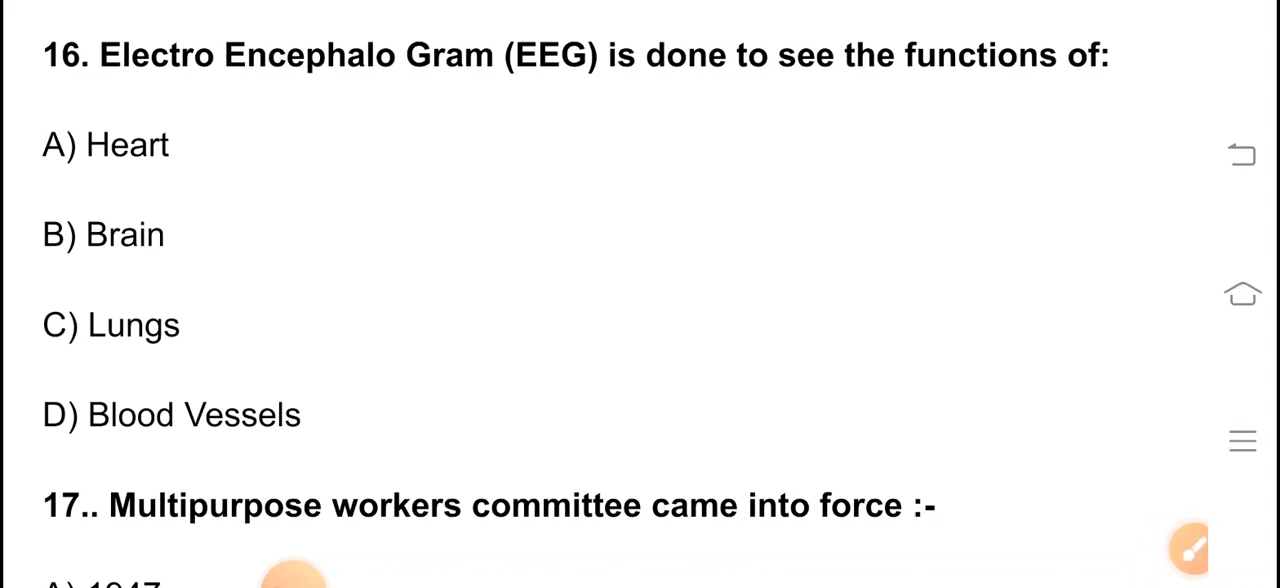 16. Electro Encephalo Gram (EEG) is done to see the functions of:
A) Heart
B) Brain
C) Lungs
D) Blood Vessels
17.. Multipurpose workers committee came into force :-